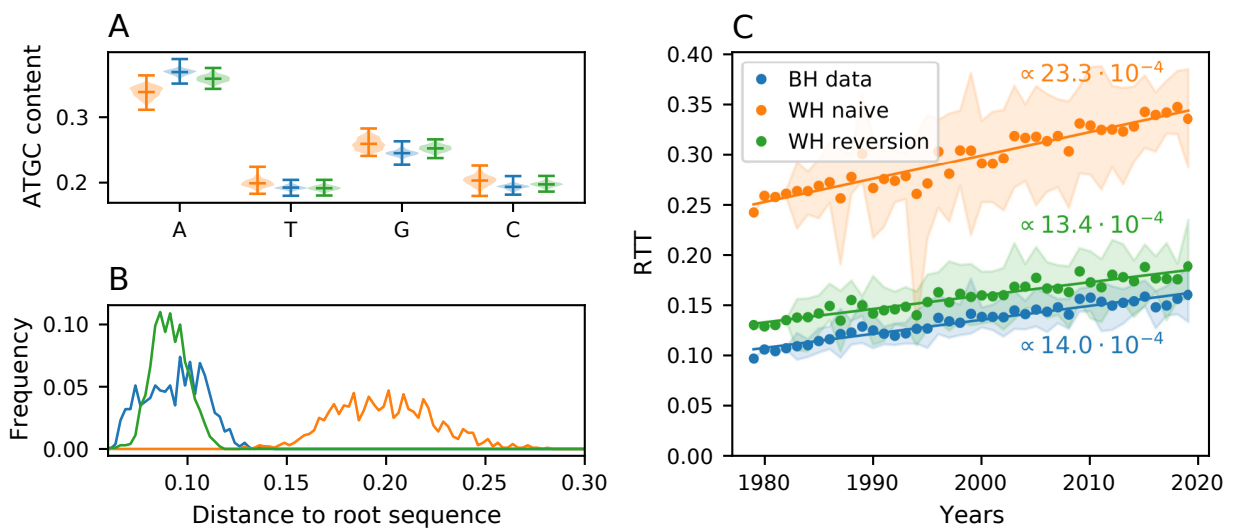 A
ATGC content
0.3
0.2
A T G C
B
Frequency
0.10
0.05
0.00
0.10 0.15 0.20 0.25 0.30
Distance to root sequence
C
RTT
0.40
0.35
0.30
0.25
0.20
0.15
0.10
0.05
0.00
BH data
WH naive
WH reversion
∝ 23.3 · 10⁻⁴
∝ 13.4 · 10⁻⁴
∝ 14.0 · 10⁻⁴
1980 1990 2000 2010 2020
Years